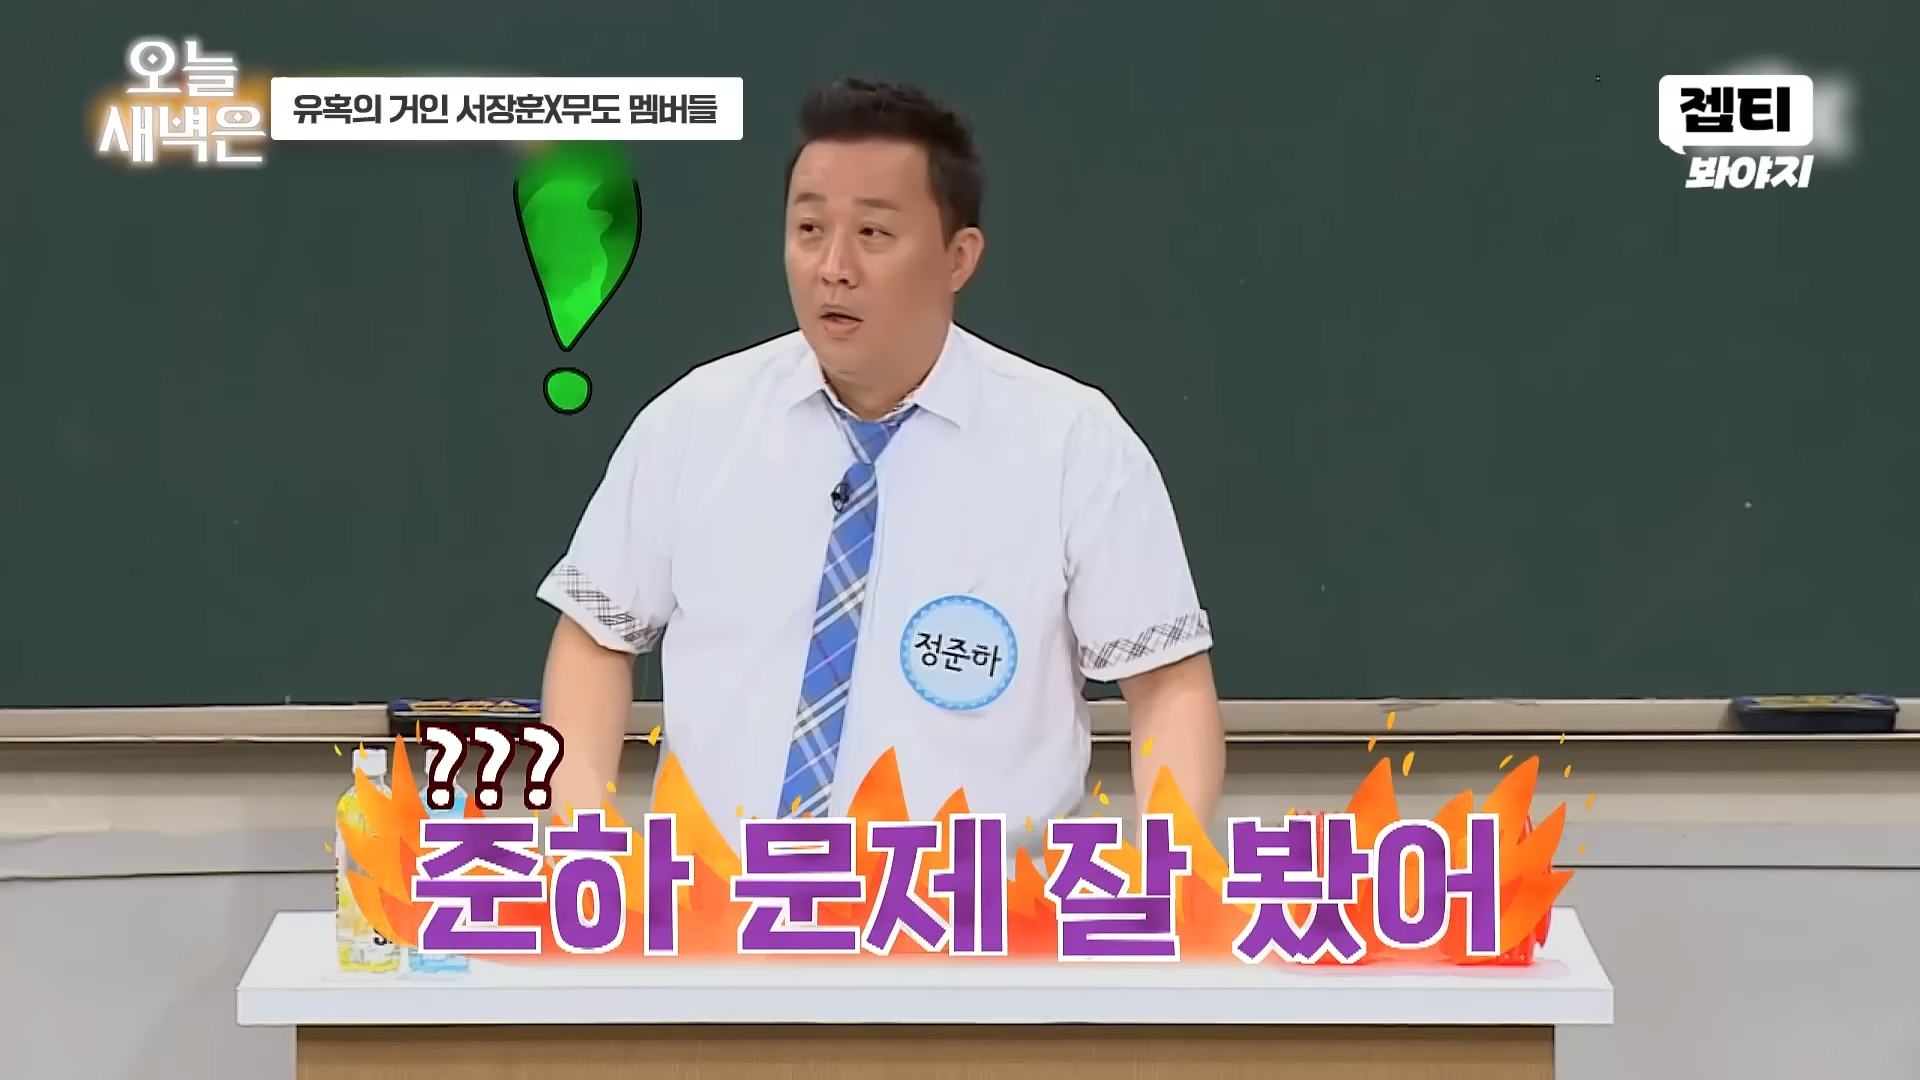 오늘
새벽은
유혹의 거인 서장훈X무도 멤버들
젭티
봐야지
정준하
???
준하 문제 잘 봤어